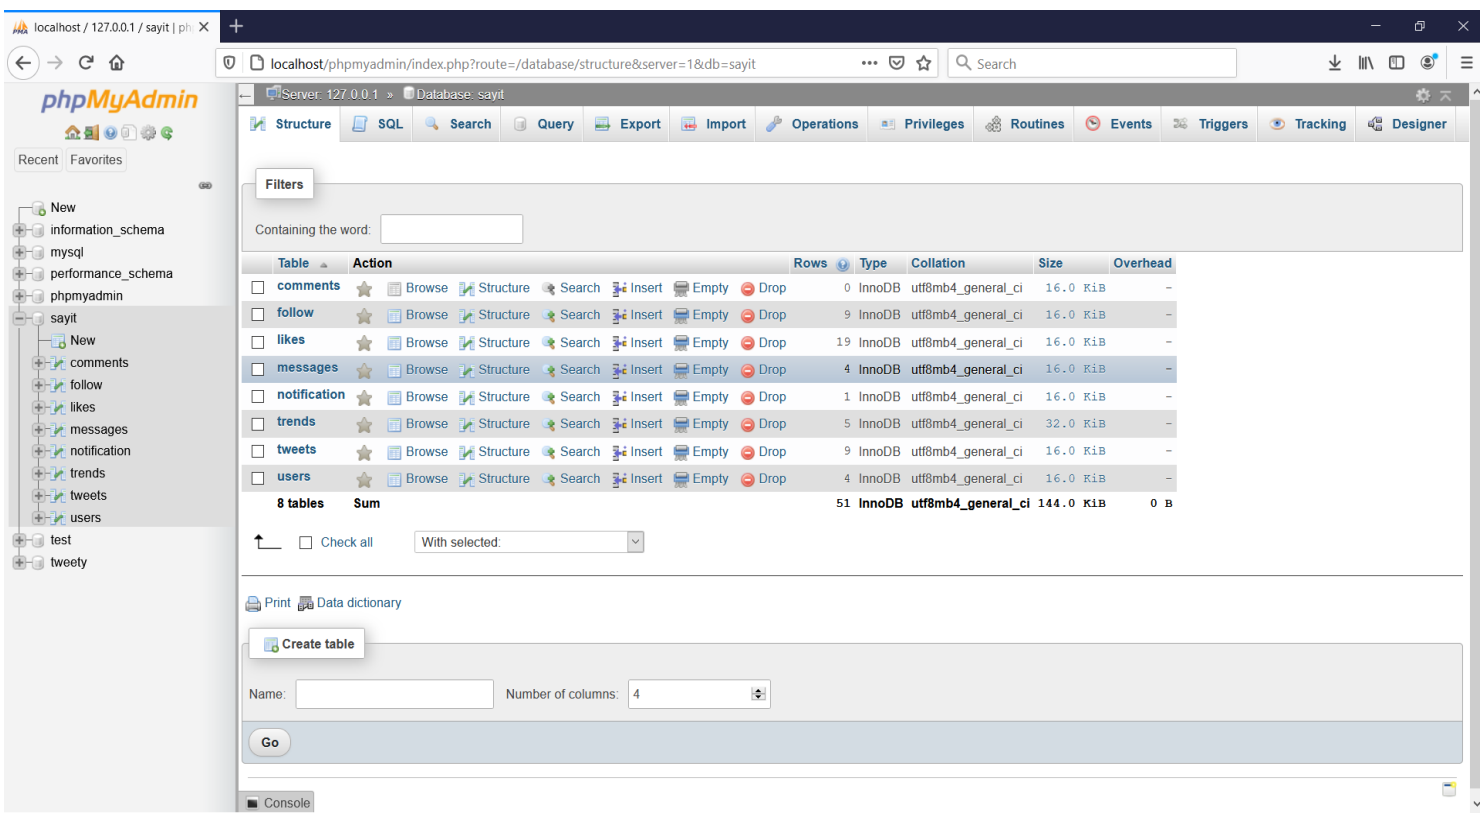 localhost / 127.0.0.1 / sayit | ph
localhost/phpmyadmin/index.php?route=/database/structure&server=1&db=sayit
Search
phpMyAdmin
Recent Favorites
New
information_schema
mysql
performance_schema
phpmyadmin
sayit
New
comments
follow
likes
messages
notification
trends
tweets
users
test
tweety
Server: 127.0.0.1 » Database: sayit
Structure SQL Search Query Export Import Operations Privileges Routines Events Triggers Tracking Designer
Filters
Containing the word:
Table Action Rows Type Collation Size Overhead
comments Browse Structure Search Insert Empty Drop 0 InnoDB utf8mb4_general_ci 16.0 KiB -
follow Browse Structure Search Insert Empty Drop 9 InnoDB utf8mb4_general_ci 16.0 KiB -
likes Browse Structure Search Insert Empty Drop 19 InnoDB utf8mb4_general_ci 16.0 KiB -
messages Browse Structure Search Insert Empty Drop 4 InnoDB utf8mb4_general_ci 16.0 KiB -
notification Browse Structure Search Insert Empty Drop 1 InnoDB utf8mb4_general_ci 16.0 KiB -
trends Browse Structure Search Insert Empty Drop 5 InnoDB utf8mb4_general_ci 32.0 KiB -
tweets Browse Structure Search Insert Empty Drop 9 InnoDB utf8mb4_general_ci 16.0 KiB -
users Browse Structure Search Insert Empty Drop 4 InnoDB utf8mb4_general_ci 16.0 KiB -
8 tables Sum 51 InnoDB utf8mb4_general_ci 144.0 KiB 0 B
Check all With selected:
Print Data dictionary
Create table
Name: Number of columns: 4
Go
Console